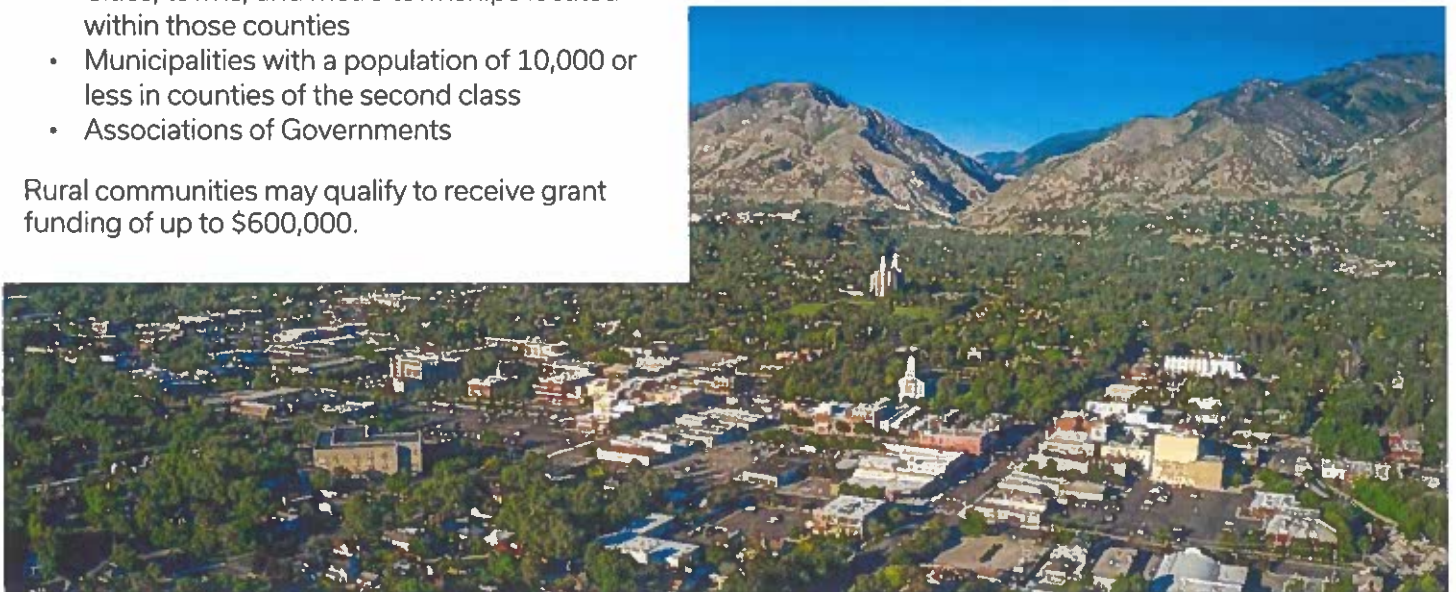 within those counties
• Municipalities with a population of 10,000 or
less in counties of the second class
• Associations of Governments
Rural communities may qualify to receive grant
funding of up to $600,000.